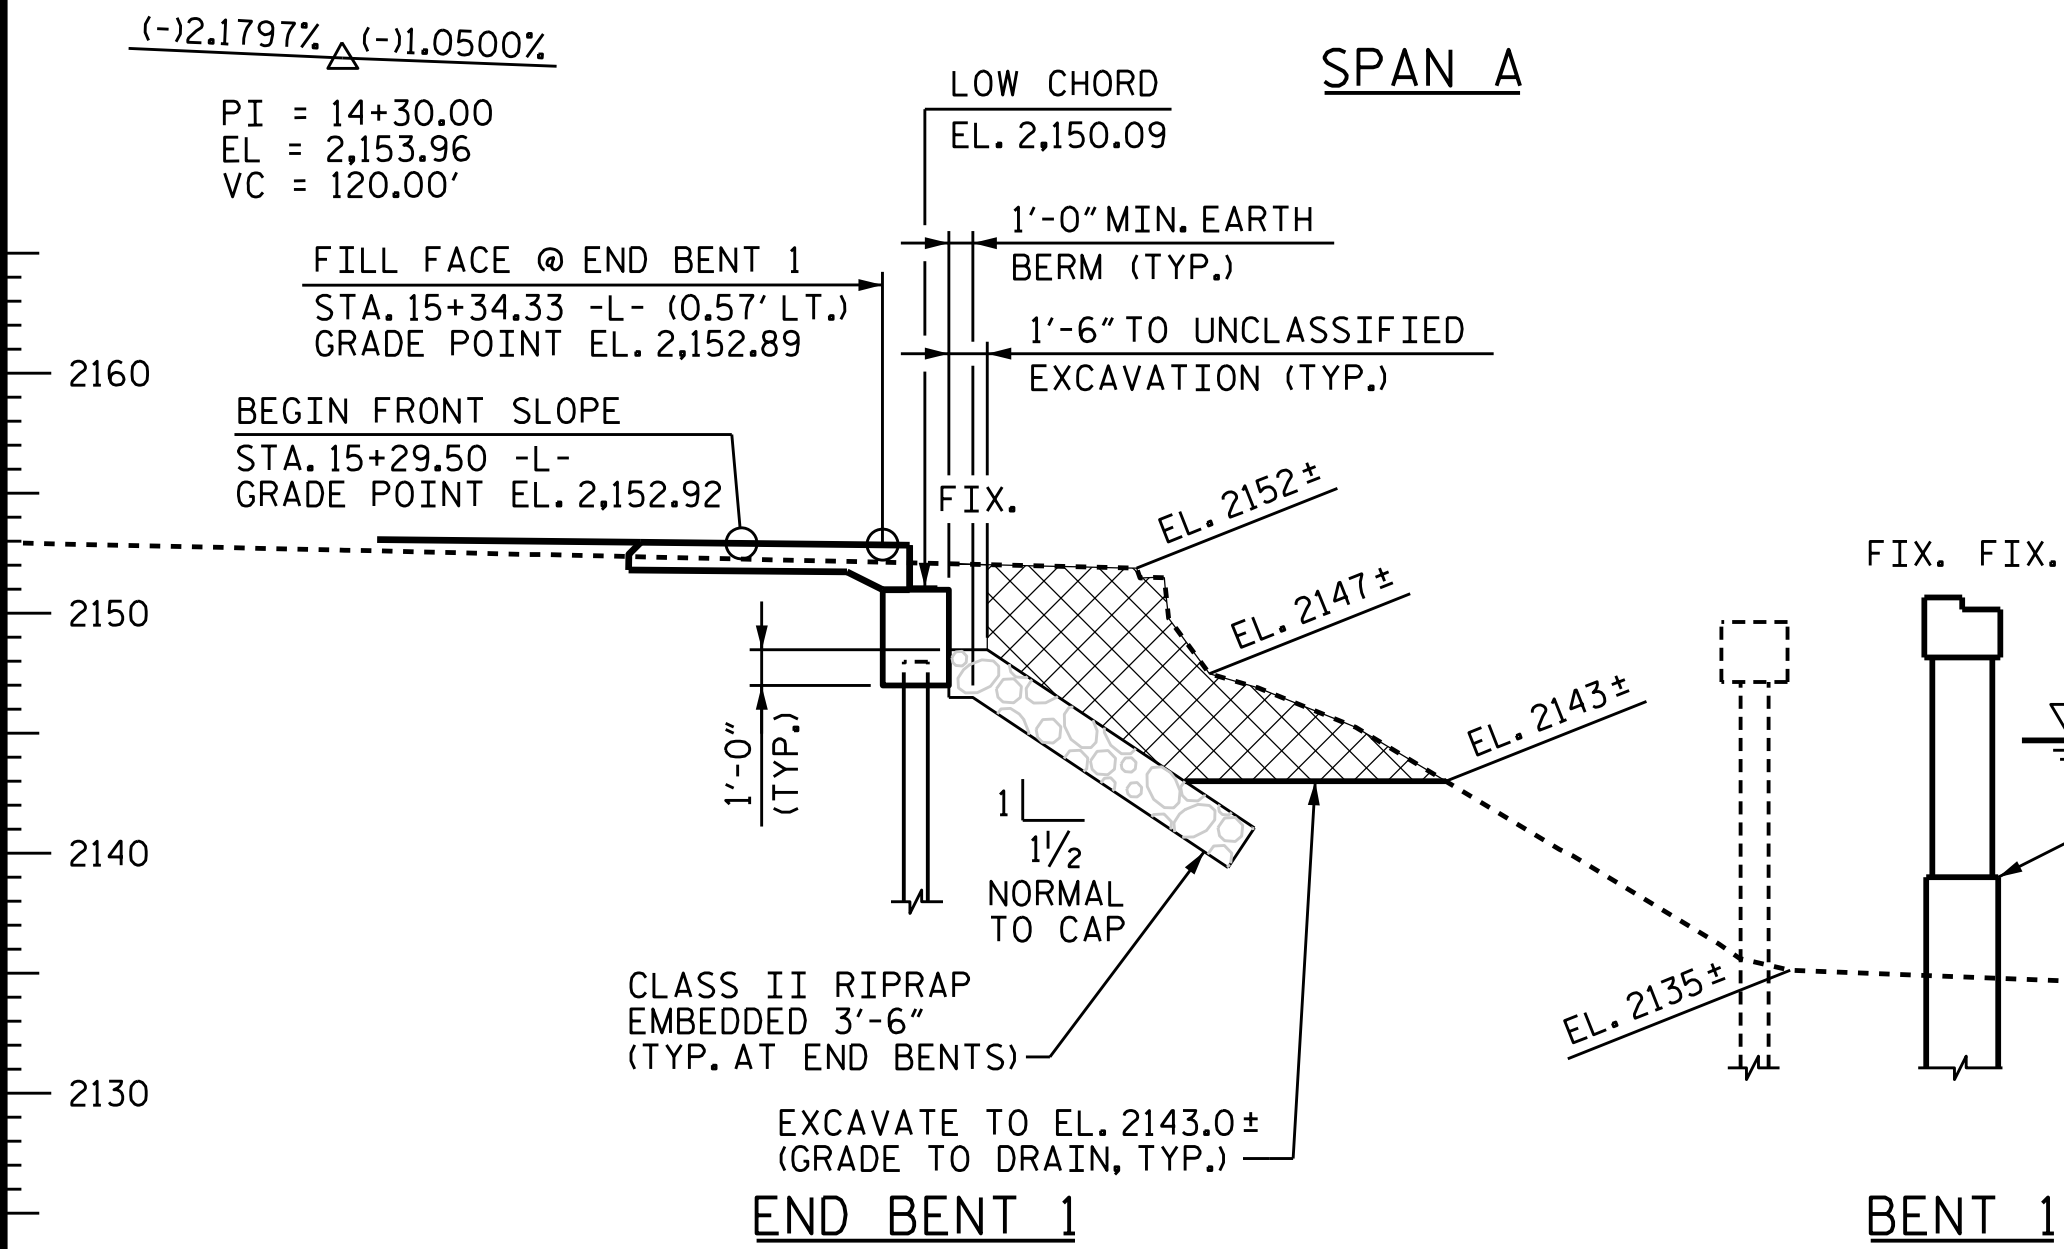 (-)2.1797% (-)1.0500%
PI = 14+30.00
EL = 2,153.96
VC = 120.00'
SPAN A
LOW CHORD
EL. 2,150.09
1'-0" MIN. EARTH
BERM (TYP.)
FILL FACE @ END BENT 1
STA. 15+34.33 -L- (0.57' LT.)
GRADE POINT EL. 2,152.89
1'-6" TO UNCLASSIFIED
EXCAVATION (TYP.)
2160
BEGIN FRONT SLOPE
STA. 15+29.50 -L-
GRADE POINT EL. 2,152.92
FIX.
EL. 2152±
FIX. FIX.
2150
EL. 2147±
EL. 2143±
1'-0"
(TYP.)
1
1 1/2
NORMAL
TO CAP
2140
CLASS II RIPRAP
EMBEDDED 3'-6"
(TYP. AT END BENTS)
EL. 2135±
2130
EXCAVATE TO EL. 2143.0±
(GRADE TO DRAIN, TYP.)
END BENT 1
BENT 1